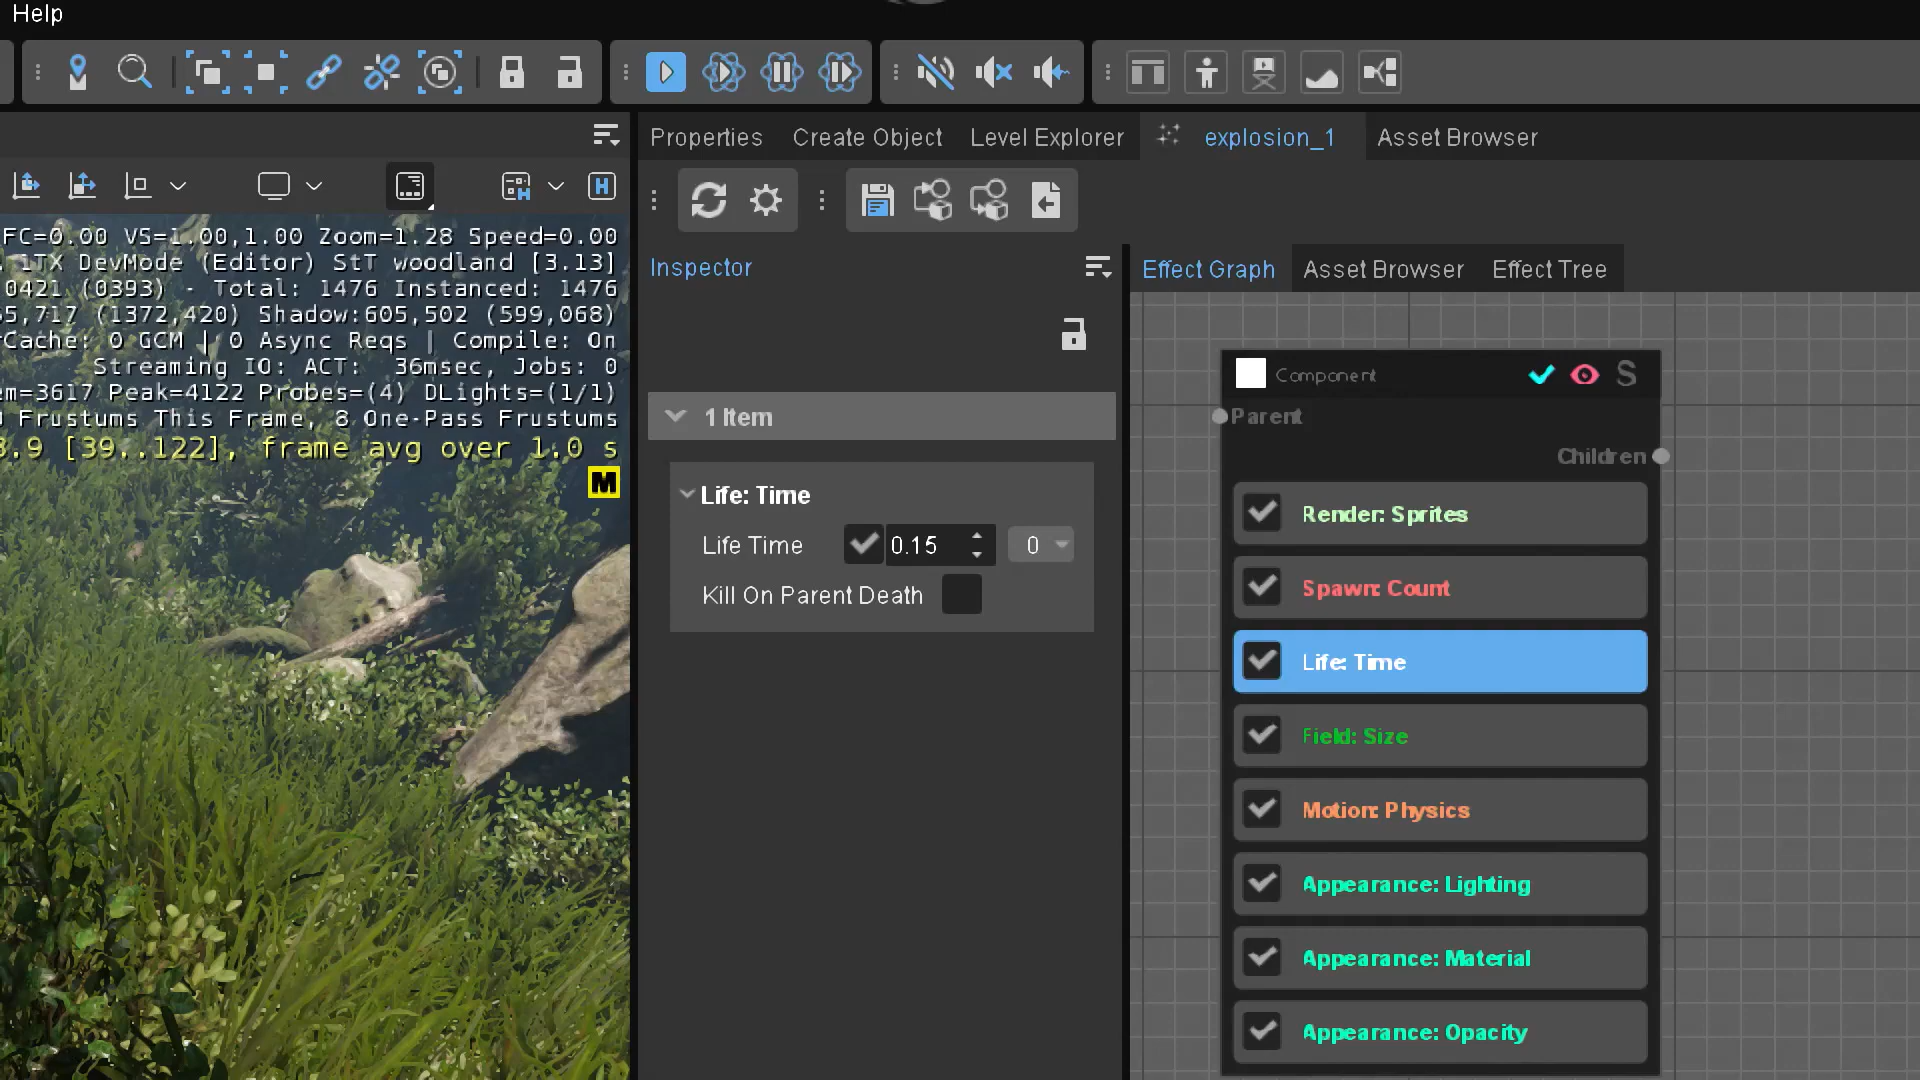 Help
Properties Create Object Level Explorer explosion_1 Asset Browser
FC=0.00 VS=1.00,1.00 Zoom=1.28 Speed=0.00
DevMode (Editor) StT woodland [3.13]
0421 (0393) - Total: 1476 Instanced: 1476
5,717 (1372,420) Shadow:605,502 (599,068)
Cache: 0 GCM | 0 Async Reqs | Compile: On
Streaming IO: ACT: 36msec, Jobs: 0
m=3617 Peak=4122 Probes=(4) DLights=(1/1)
Frustums This Frame, 8 One-Pass Frustums
.9 [39..122], frame avg over 1.0 s
M
Inspector
1 Item
Life: Time
Life Time 0.15 0
Kill On Parent Death
Effect Graph Asset Browser Effect Tree
Component S
Parent
Children
Render: Sprites
Spawn: Count
Life: Time
Field: Size
Motion: Physics
Appearance: Lighting
Appearance: Material
Appearance: Opacity